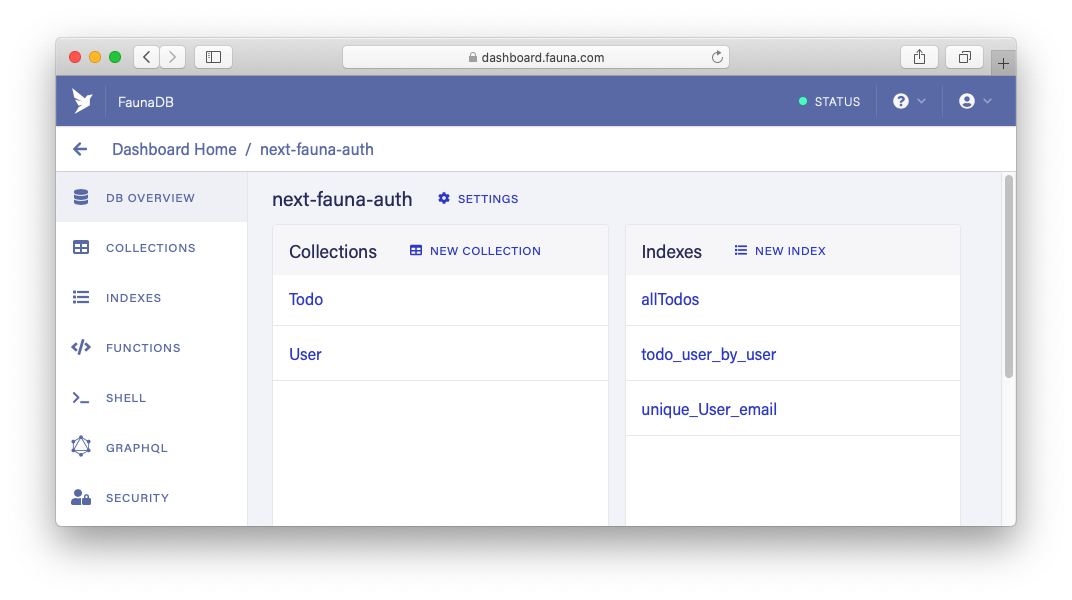 dashboard.fauna.com
FaunaDB
STATUS
Dashboard Home / next-fauna-auth
DB OVERVIEW
COLLECTIONS
INDEXES
FUNCTIONS
SHELL
GRAPHQL
SECURITY
next-fauna-auth
SETTINGS
Collections
NEW COLLECTION
Todo
User
Indexes
NEW INDEX
allTodos
todo_user_by_user
unique_User_email